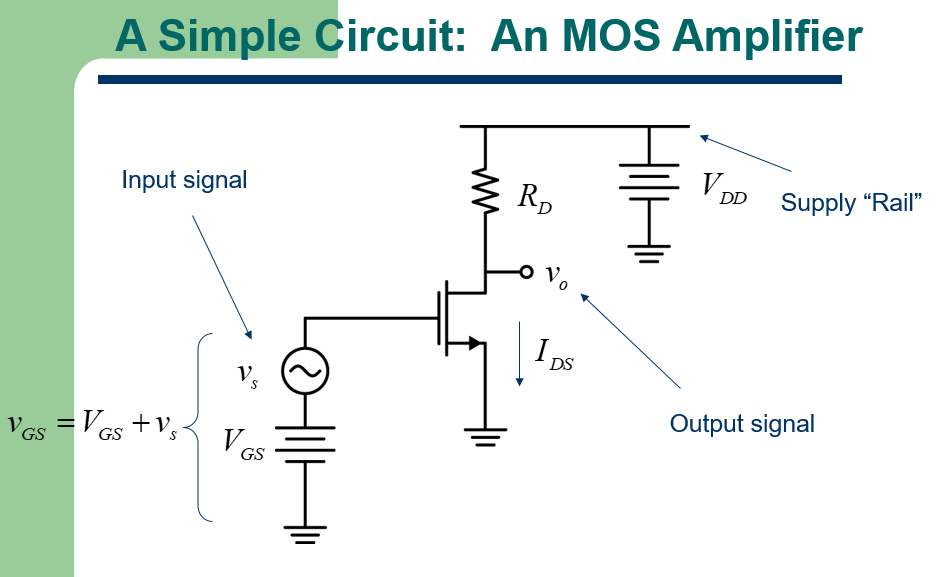 A Simple Circuit: An MOS Amplifier
Input signal
R_D
V_DD
Supply “Rail”
v_o
I_DS
v_s
v_GS = V_GS + v_s
V_GS
Output signal